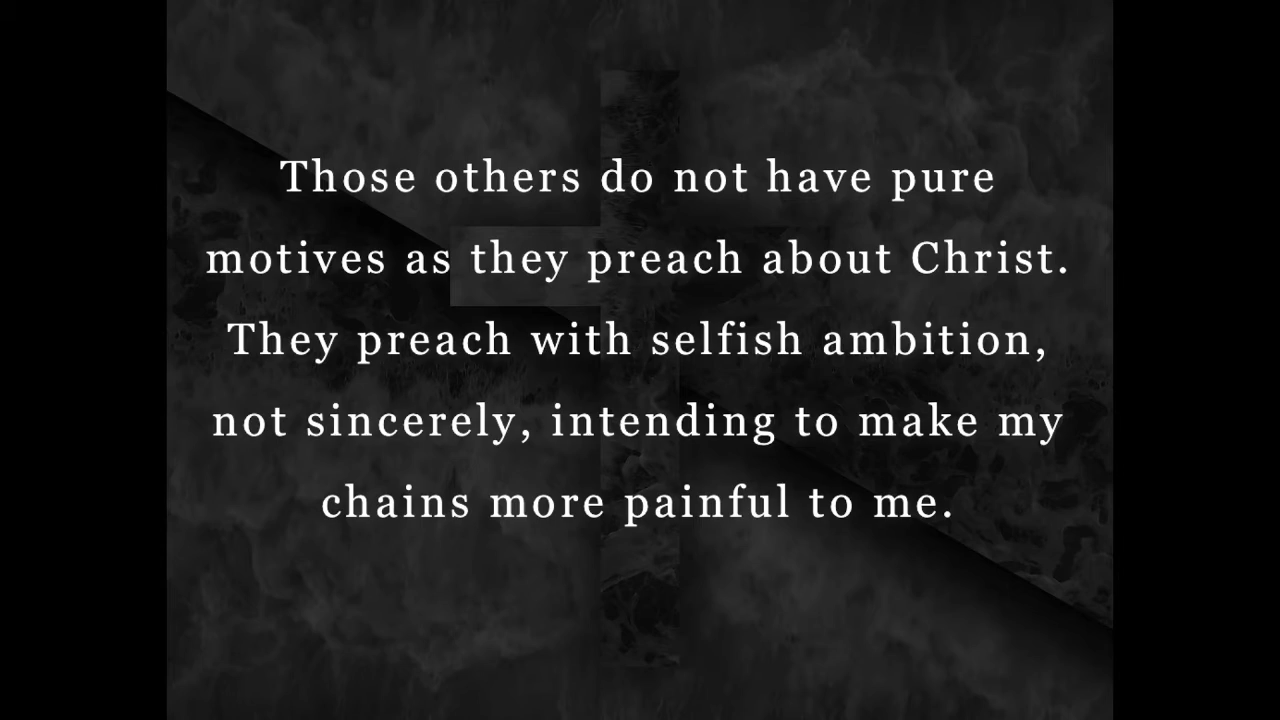 Those others do not have pure
motives as they preach about Christ.
They preach with selfish ambition,
not sincerely, intending to make my
chains more painful to me.